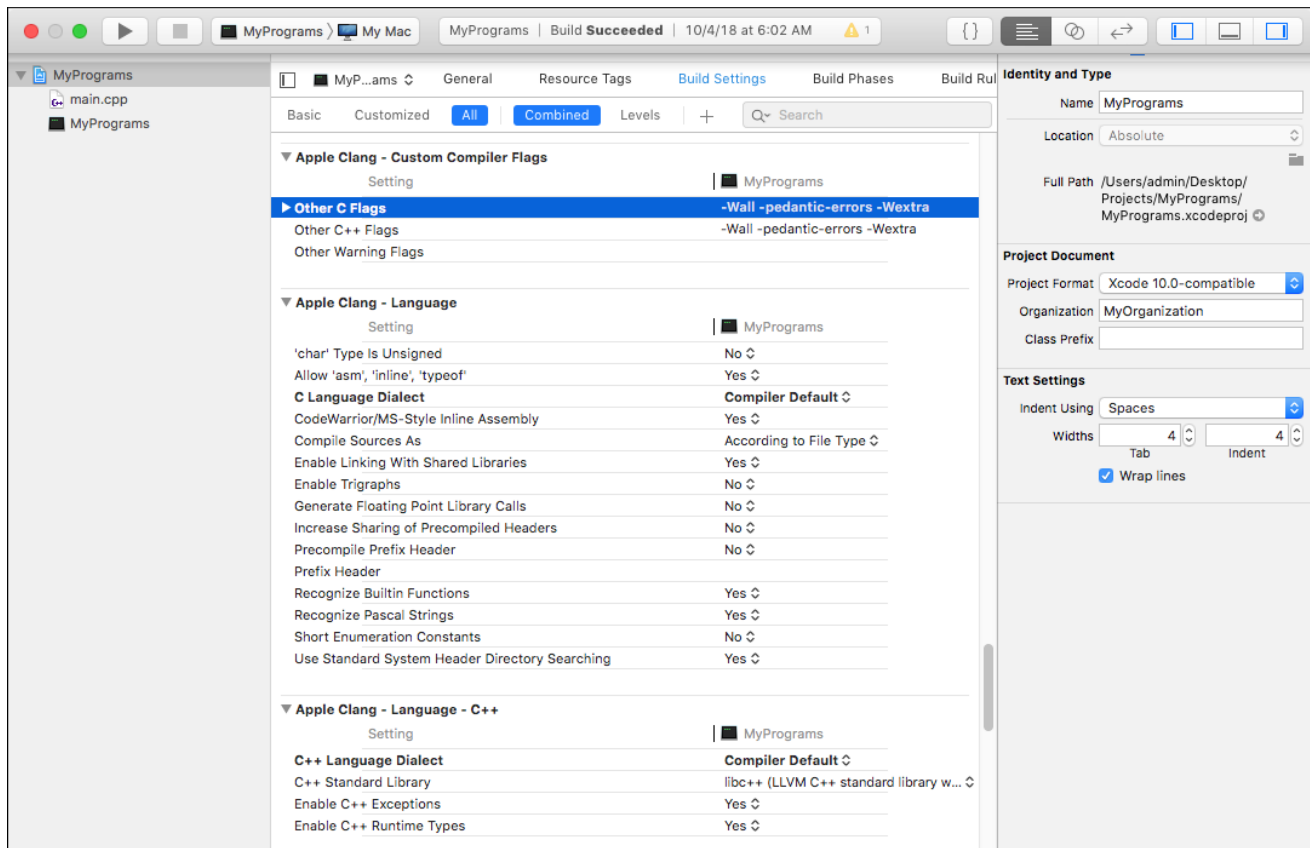 MyPrograms 〉 My Mac
MyPrograms | Build Succeeded | 10/4/18 at 6:02 AM 1
{ }
MyPrograms
main.cpp
MyPrograms
MyP...ams General Resource Tags Build Settings Build Phases Build Rul
Basic Customized All Combined Levels + Search
Apple Clang - Custom Compiler Flags
Setting MyPrograms
Other C Flags -Wall -pedantic-errors -Wextra
Other C++ Flags -Wall -pedantic-errors -Wextra
Other Warning Flags
Apple Clang - Language
Setting MyPrograms
'char' Type Is Unsigned No
Allow 'asm', 'inline', 'typeof' Yes
C Language Dialect Compiler Default
CodeWarrior/MS-Style Inline Assembly Yes
Compile Sources As According to File Type
Enable Linking With Shared Libraries Yes
Enable Trigraphs No
Generate Floating Point Library Calls No
Increase Sharing of Precompiled Headers No
Precompile Prefix Header No
Prefix Header
Recognize Builtin Functions Yes
Recognize Pascal Strings Yes
Short Enumeration Constants No
Use Standard System Header Directory Searching Yes
Apple Clang - Language - C++
Setting MyPrograms
C++ Language Dialect Compiler Default
C++ Standard Library libc++ (LLVM C++ standard library w...
Enable C++ Exceptions Yes
Enable C++ Runtime Types Yes
Identity and Type
Name MyPrograms
Location Absolute
Full Path /Users/admin/Desktop/
Projects/MyPrograms/
MyPrograms.xcodeproj
Project Document
Project Format Xcode 10.0-compatible
Organization MyOrganization
Class Prefix
Text Settings
Indent Using Spaces
Widths 4 4
Tab Indent
Wrap lines